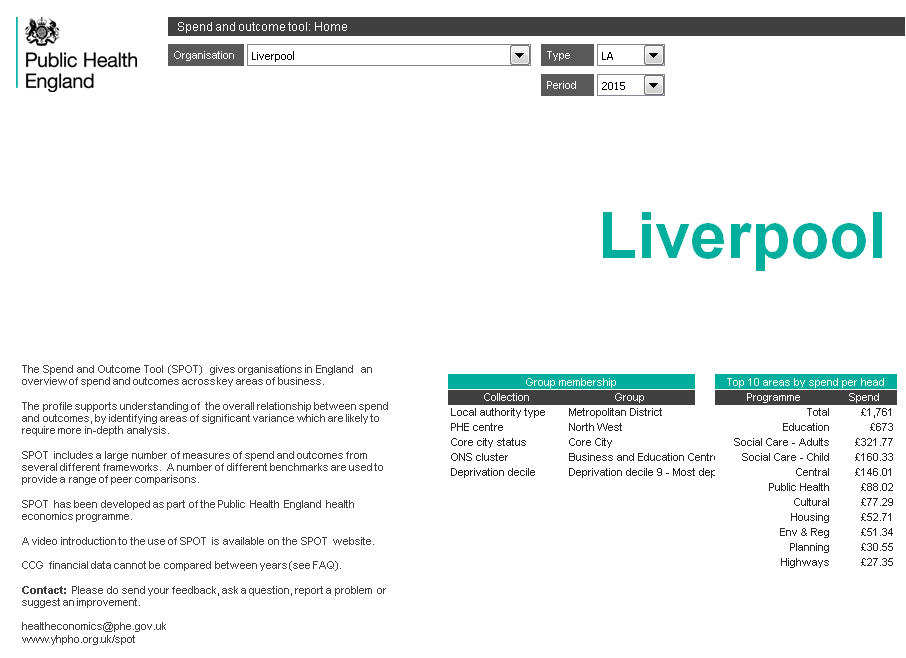 Public Health
England
Spend and outcome tool: Home
Organisation Liverpool Type LA
Period 2015
Liverpool
The Spend and Outcome Tool (SPOT) gives organisations in England an
overview of spend and outcomes across key areas of business.
The profile supports understanding of the overall relationship between spend
and outcomes, by identifying areas of significant variance which are likely to
require more in-depth analysis.
SPOT includes a large number of measures of spend and outcomes from
several different frameworks. A number of different benchmarks are used to
provide a range of peer comparisons.
SPOT has been developed as part of the Public Health England health
economics programme.
A video introduction to the use of SPOT is available on the SPOT website.
CCG financial data cannot be compared between years (see FAQ).
Contact: Please do send your feedback, ask a question, report a problem or
suggest an improvement.
healtheconomics@phe.gov.uk
www.yhpho.org.uk/spot
Group membership
Collection Group
Local authority type Metropolitan District
PHE centre North West
Core city status Core City
ONS cluster Business and Education Centre
Deprivation decile Deprivation decile 9 - Most dep
Top 10 areas by spend per head
Programme Spend
Total £1,761
Education £673
Social Care - Adults £321.77
Social Care - Child £160.33
Central £146.01
Public Health £88.02
Cultural £77.29
Housing £52.71
Env & Reg £51.34
Planning £30.55
Highways £27.35